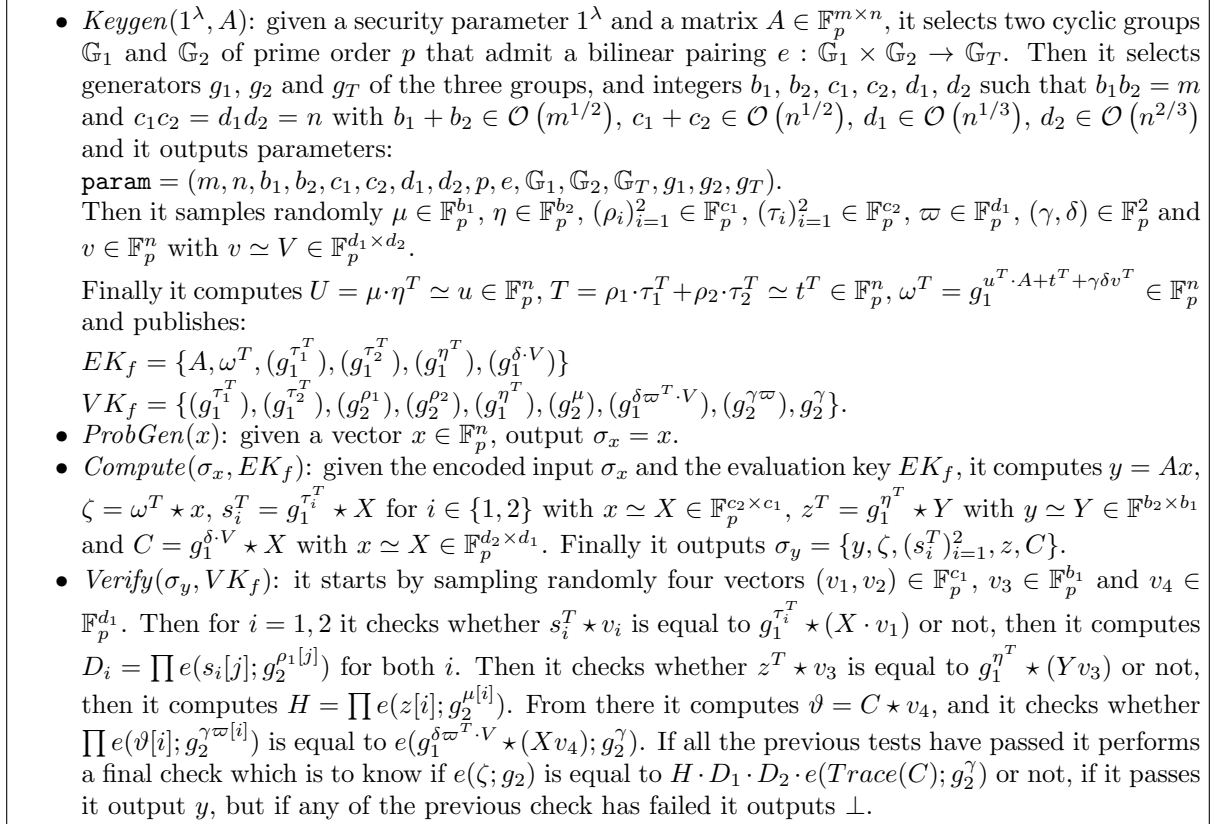 • Keygen(1^λ, A): given a security parameter 1^λ and a matrix A ∈ 𝔽_p^{m×n}, it selects two cyclic groups
𝔾_1 and 𝔾_2 of prime order p that admit a bilinear pairing e : 𝔾_1 × 𝔾_2 → 𝔾_T. Then it selects
generators g_1, g_2 and g_T of the three groups, and integers b_1, b_2, c_1, c_2, d_1, d_2 such that b_1b_2 = m
and c_1c_2 = d_1d_2 = n with b_1 + b_2 ∈ 𝒪(m^{1/2}), c_1 + c_2 ∈ 𝒪(n^{1/2}), d_1 ∈ 𝒪(n^{1/3}), d_2 ∈ 𝒪(n^{2/3})
and it outputs parameters:
param = (m, n, b_1, b_2, c_1, c_2, d_1, d_2, p, e, 𝔾_1, 𝔾_2, 𝔾_T, g_1, g_2, g_T).
Then it samples randomly μ ∈ 𝔽_p^{b_1}, η ∈ 𝔽_p^{b_2}, (ρ_i)_{i=1}^2 ∈ 𝔽_p^{c_1}, (τ_i)_{i=1}^2 ∈ 𝔽_p^{c_2}, ϖ ∈ 𝔽_p^{d_1}, (γ, δ) ∈ 𝔽_p^2 and
v ∈ 𝔽_p^n with v ≃ V ∈ 𝔽_p^{d_1×d_2}.
Finally it computes U = μ·η^T ≃ u ∈ 𝔽_p^n, T = ρ_1·τ_1^T+ρ_2·τ_2^T ≃ t^T ∈ 𝔽_p^n, ω^T = g_1^{u^T·A+t^T+γδv^T} ∈ 𝔽_p^n
and publishes:
EK_f = {A, ω^T, (g_1^{τ_1^T}), (g_1^{τ_2^T}), (g_1^{η^T}), (g_1^{δ·V})}
VK_f = {(g_1^{τ_1^T}), (g_1^{τ_2^T}), (g_2^{ρ_1}), (g_2^{ρ_2}), (g_1^{η^T}), (g_2^μ), (g_1^{δϖ^T·V}), (g_2^{γϖ}), g_2^γ}.
• ProbGen(x): given a vector x ∈ 𝔽_p^n, output σ_x = x.
• Compute(σ_x, EK_f): given the encoded input σ_x and the evaluation key EK_f, it computes y = Ax,
ζ = ω^T ⋆ x, s_i^T = g_1^{τ_i^T} ⋆ X for i ∈ {1, 2} with x ≃ X ∈ 𝔽_p^{c_2×c_1}, z^T = g_1^{η^T} ⋆ Y with y ≃ Y ∈ 𝔽^{b_2×b_1}
and C = g_1^{δ·V} ⋆ X with x ≃ X ∈ 𝔽_p^{d_2×d_1}. Finally it outputs σ_y = {y, ζ, (s_i^T)_{i=1}^2, z, C}.
• Verify(σ_y, VK_f): it starts by sampling randomly four vectors (v_1, v_2) ∈ 𝔽_p^{c_1}, v_3 ∈ 𝔽_p^{b_1} and v_4 ∈
𝔽_p^{d_1}. Then for i = 1, 2 it checks whether s_i^T ⋆ v_i is equal to g_1^{τ_i^T} ⋆ (X · v_1) or not, then it computes
D_i = ∏ e(s_i[j]; g_2^{ρ_1[j]}) for both i. Then it checks whether z^T ⋆ v_3 is equal to g_1^{η^T} ⋆ (Yv_3) or not,
then it computes H = ∏ e(z[i]; g_2^{μ[i]}). From there it computes ϑ = C ⋆ v_4, and it checks whether
∏ e(ϑ[i]; g_2^{γϖ[i]}) is equal to e(g_1^{δϖ^T·V} ⋆ (Xv_4); g_2^γ). If all the previous tests have passed it performs
a final check which is to know if e(ζ; g_2) is equal to H · D_1 · D_2 · e(Trace(C); g_2^γ) or not, if it passes
it output y, but if any of the previous check has failed it outputs ⊥.